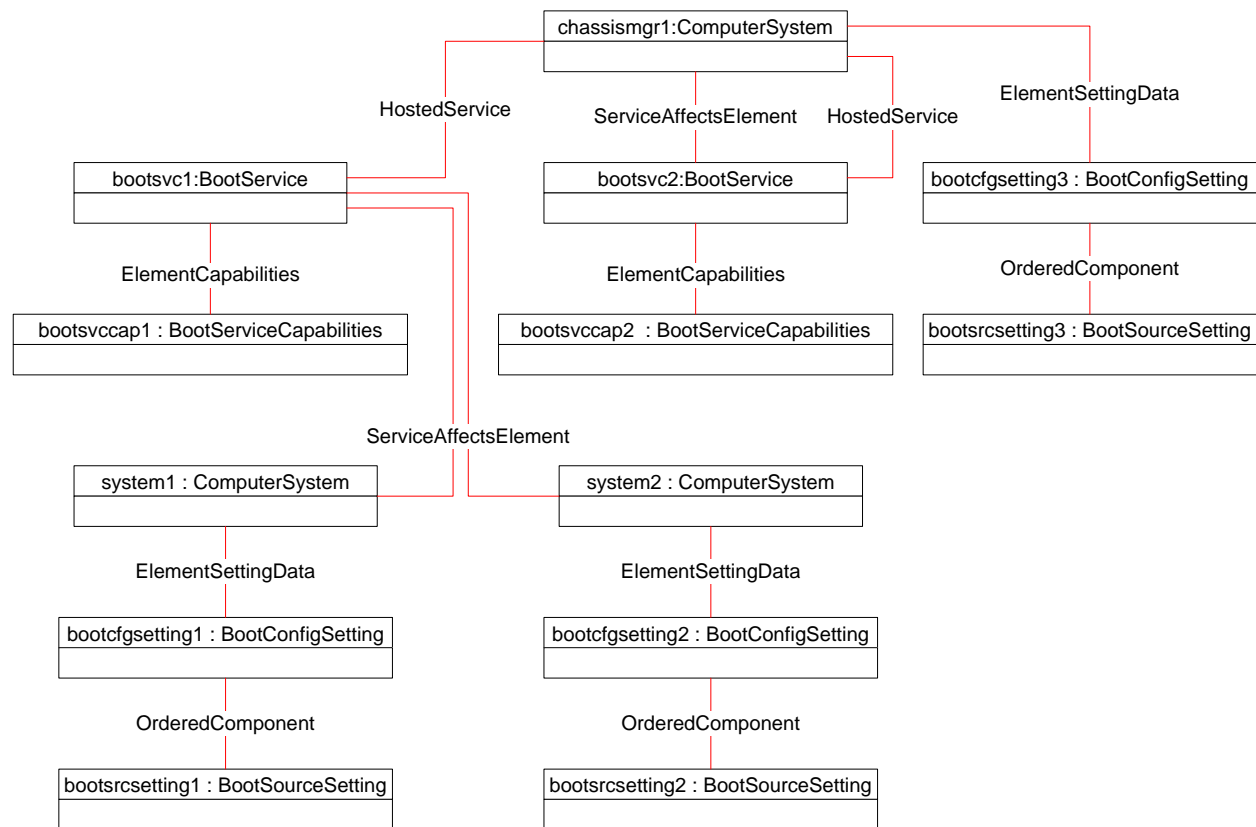 chassismgr1:ComputerSystem
HostedService
ServiceAffectsElement
HostedService
ElementSettingData
bootsvc1:BootService
bootsvc2:BootService
bootcfgsetting3 : BootConfigSetting
ElementCapabilities
ElementCapabilities
OrderedComponent
bootsvccap1 : BootServiceCapabilities
bootsvccap2 : BootServiceCapabilities
bootsrcsetting3 : BootSourceSetting
ServiceAffectsElement
system1 : ComputerSystem
system2 : ComputerSystem
ElementSettingData
ElementSettingData
bootcfgsetting1 : BootConfigSetting
bootcfgsetting2 : BootConfigSetting
OrderedComponent
OrderedComponent
bootsrcsetting1 : BootSourceSetting
bootsrcsetting2 : BootSourceSetting